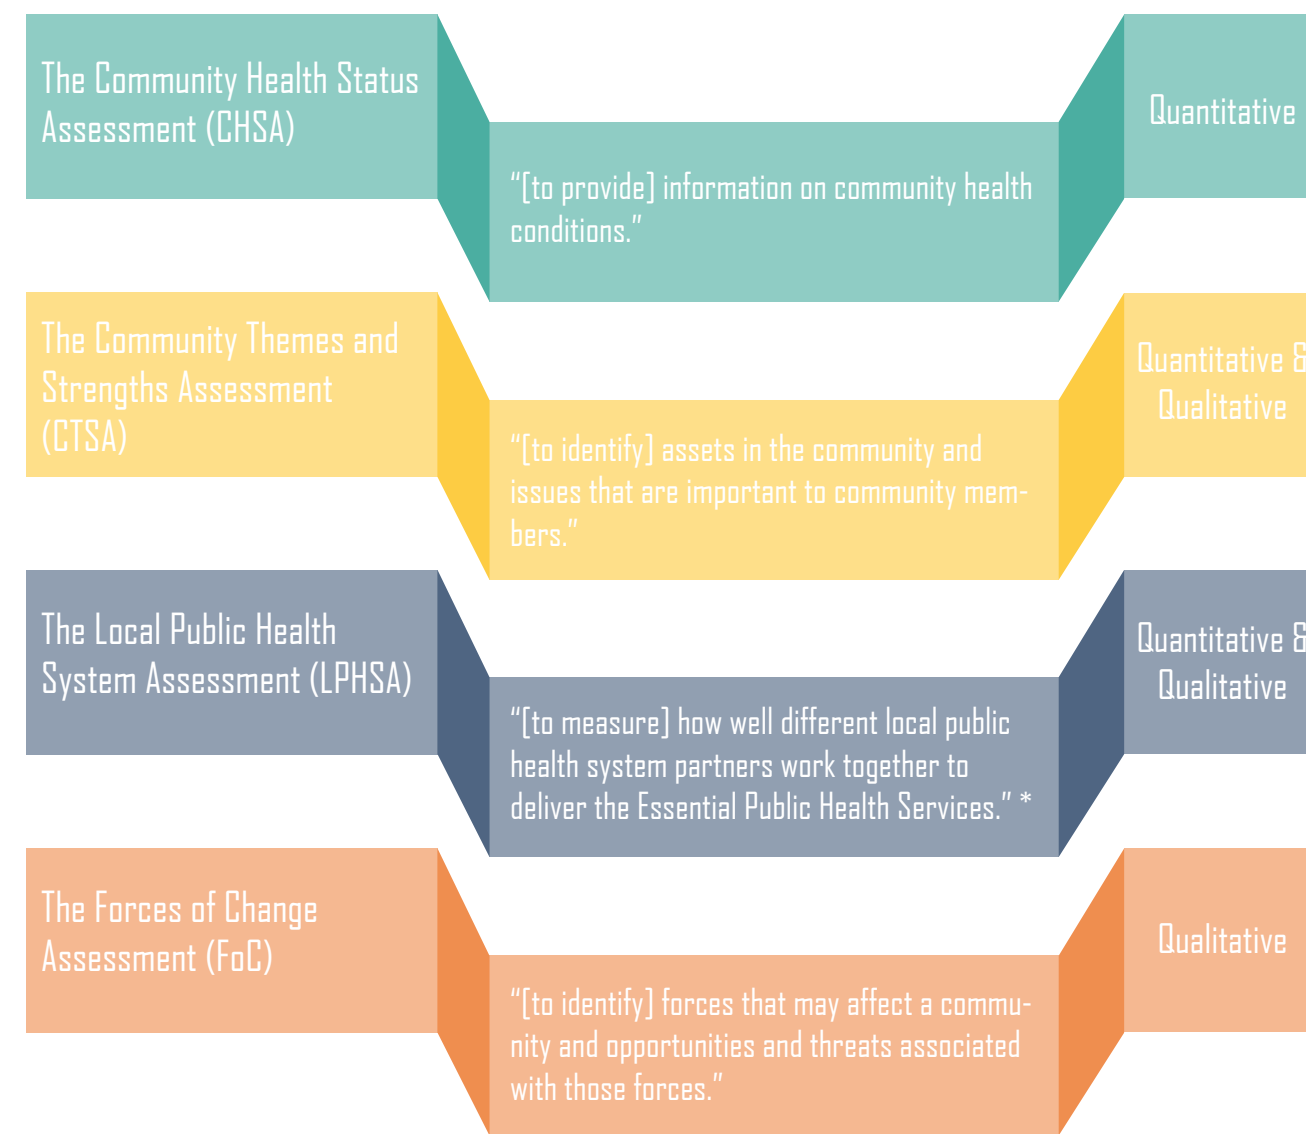 The Community Health Status
Assessment (CHSA)
"[to provide] information on community health
conditions."
Quantitative
The Community Themes and
Strengths Assessment
(CTSA)
"[to identify] assets in the community and
issues that are important to community mem-
bers."
Quantitative &
Qualitative
The Local Public Health
System Assessment (LPHSA)
"[to measure] how well different local public
health system partners work together to
deliver the Essential Public Health Services." *
Quantitative &
Qualitative
The Forces of Change
Assessment (FoC)
"[to identify] forces that may affect a commu-
nity and opportunities and threats associated
with those forces."
Qualitative